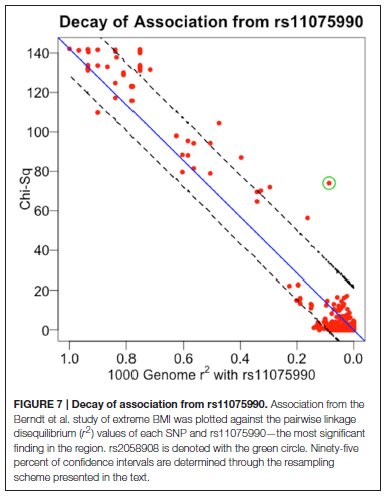 Decay of Association from rs11075990
140
120
100
80
60
40
20
0
Chi-Sq
1.0 0.8 0.6 0.4 0.2 0.0
1000 Genome r² with rs11075990
FIGURE 7 | Decay of association from rs11075990. Association from the
Berndt et al. study of extreme BMI was plotted against the pairwise linkage
disequilibrium (r²) values of each SNP and rs11075990—the most significant
finding in the region. rs2058908 is denoted with the green circle. Ninety-five
percent of confidence intervals are determined through the resampling
scheme presented in the text.